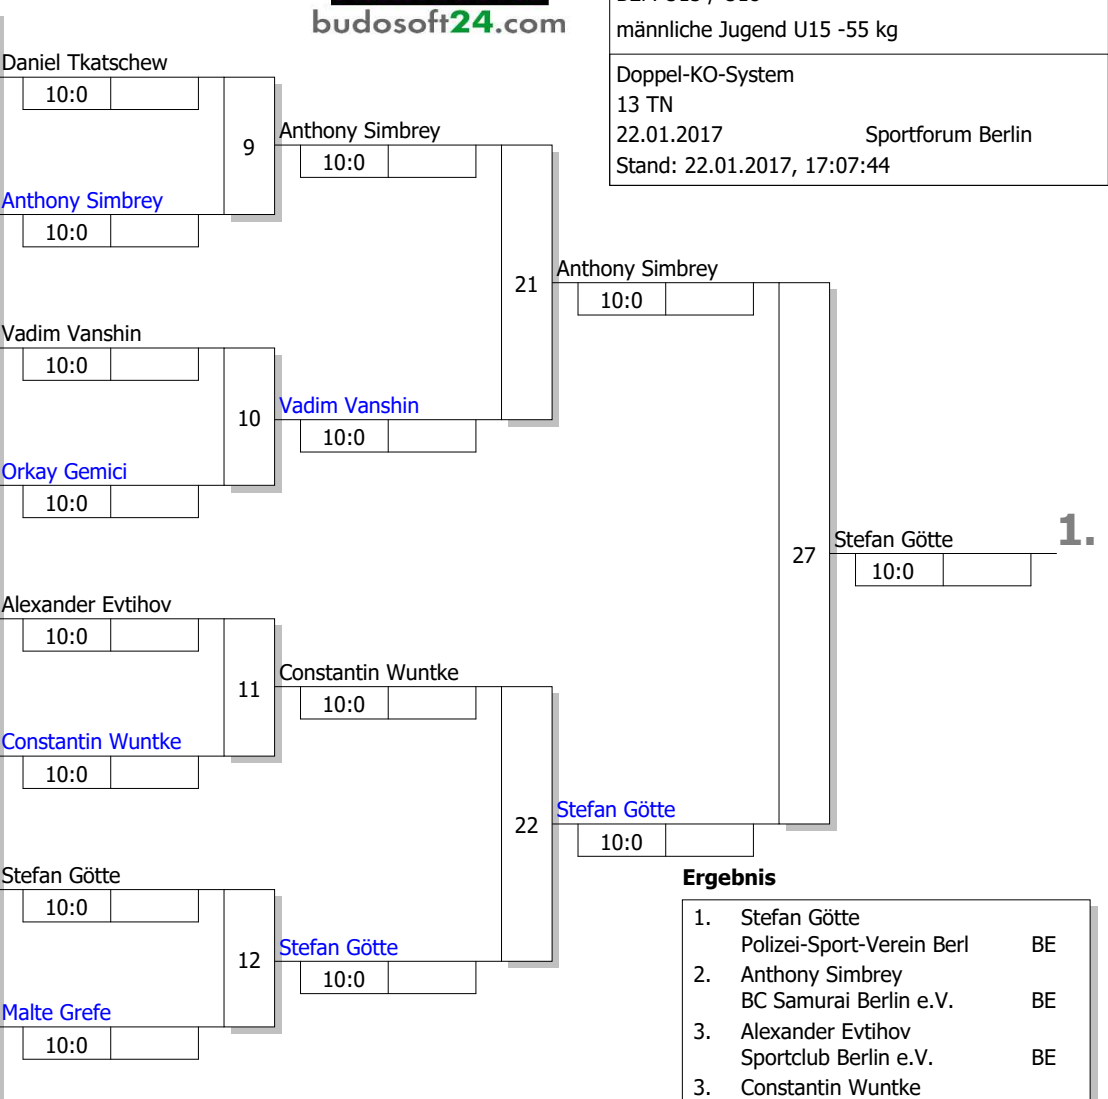 budosoft24.com
männliche Jugend U15 -55 kg
Doppel-KO-System
13 TN
22.01.2017 Sportforum Berlin
Stand: 22.01.2017, 17:07:44
Daniel Tkatschew
10:0
9
Anthony Simbrey
10:0
Anthony Simbrey
10:0
21
Anthony Simbrey
10:0
Vadim Vanshin
10:0
10
Vadim Vanshin
10:0
Orkay Gemici
10:0
27
Stefan Götte
1.
10:0
Alexander Evtihov
10:0
11
Constantin Wuntke
10:0
Constantin Wuntke
10:0
22
Stefan Götte
10:0
Stefan Götte
10:0
12
Stefan Götte
10:0
Malte Grefe
10:0
Ergebnis
1. Stefan Götte
Polizei-Sport-Verein Berl BE
2. Anthony Simbrey
BC Samurai Berlin e.V. BE
3. Alexander Evtihov
Sportclub Berlin e.V. BE
3. Constantin Wuntke